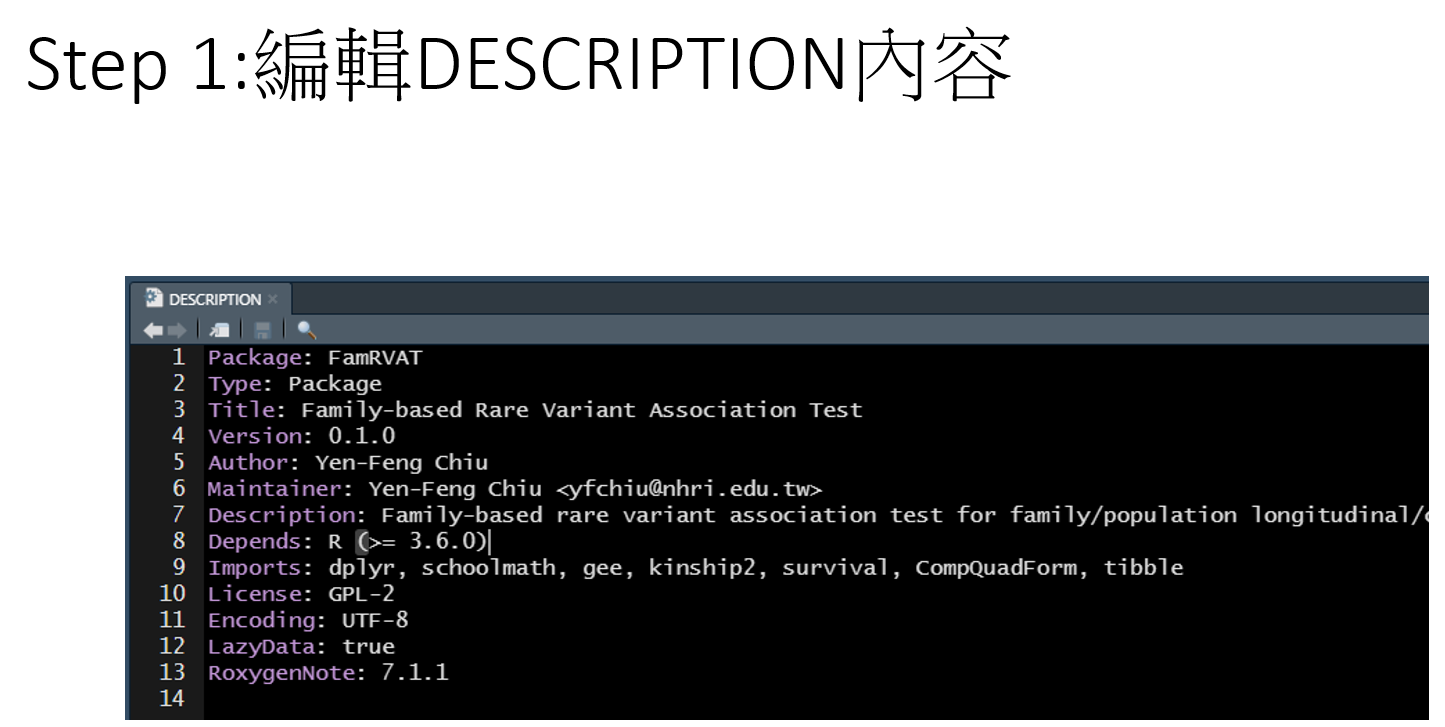 Step 1:編輯DESCRIPTION內容
DESCRIPTION
1 Package: FamRVAT
2 Type: Package
3 Title: Family-based Rare Variant Association Test
4 Version: 0.1.0
5 Author: Yen-Feng Chiu
6 Maintainer: Yen-Feng Chiu <yfchiu@nhri.edu.tw>
7 Description: Family-based rare variant association test for family/population longitudinal/
8 Depends: R (>= 3.6.0)
9 Imports: dplyr, schoolmath, gee, kinship2, survival, CompQuadForm, tibble
10 License: GPL-2
11 Encoding: UTF-8
12 LazyData: true
13 RoxygenNote: 7.1.1
14